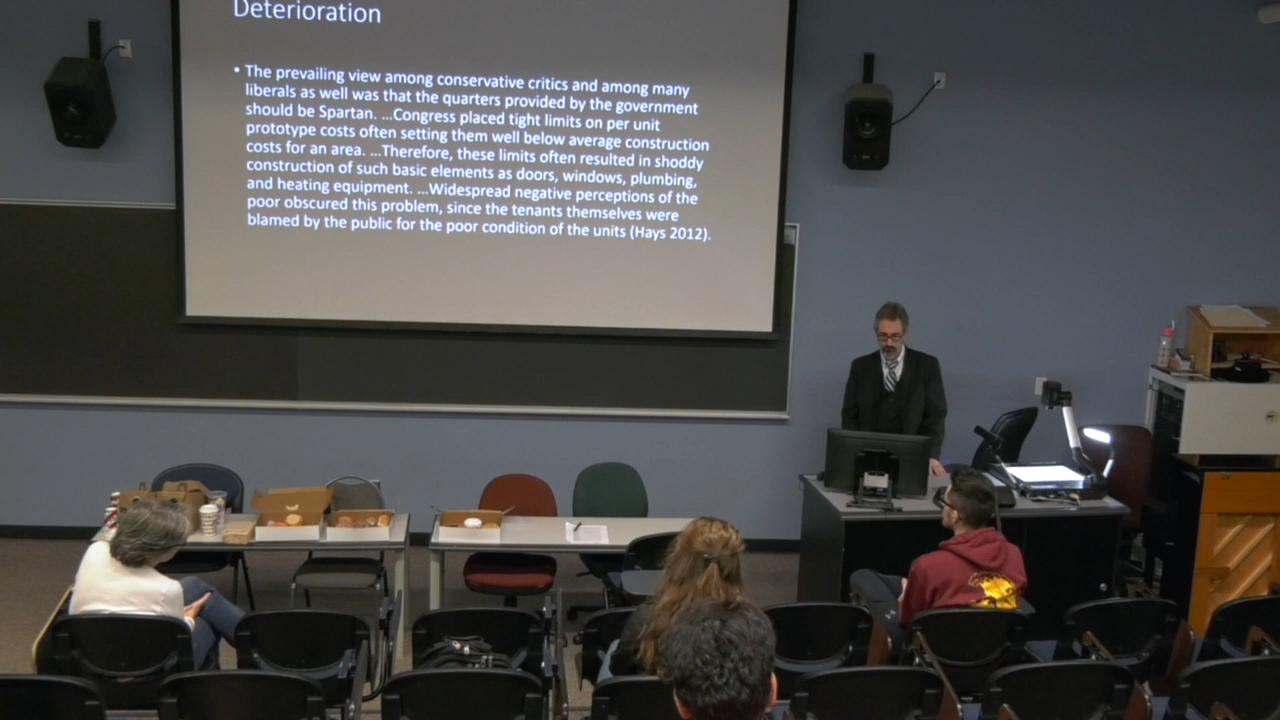 Deterioration
• The prevailing view among conservative critics and among many
liberals as well was that the quarters provided by the government
should be Spartan. ...Congress placed tight limits on per unit
prototype costs often setting them well below average construction
costs for an area. ...Therefore, these limits often resulted in shoddy
construction of such basic elements as doors, windows, plumbing,
and heating equipment. ...Widespread negative perceptions of the
poor obscured this problem, since the tenants themselves were
blamed by the public for the poor condition of the units (Hays 2012).